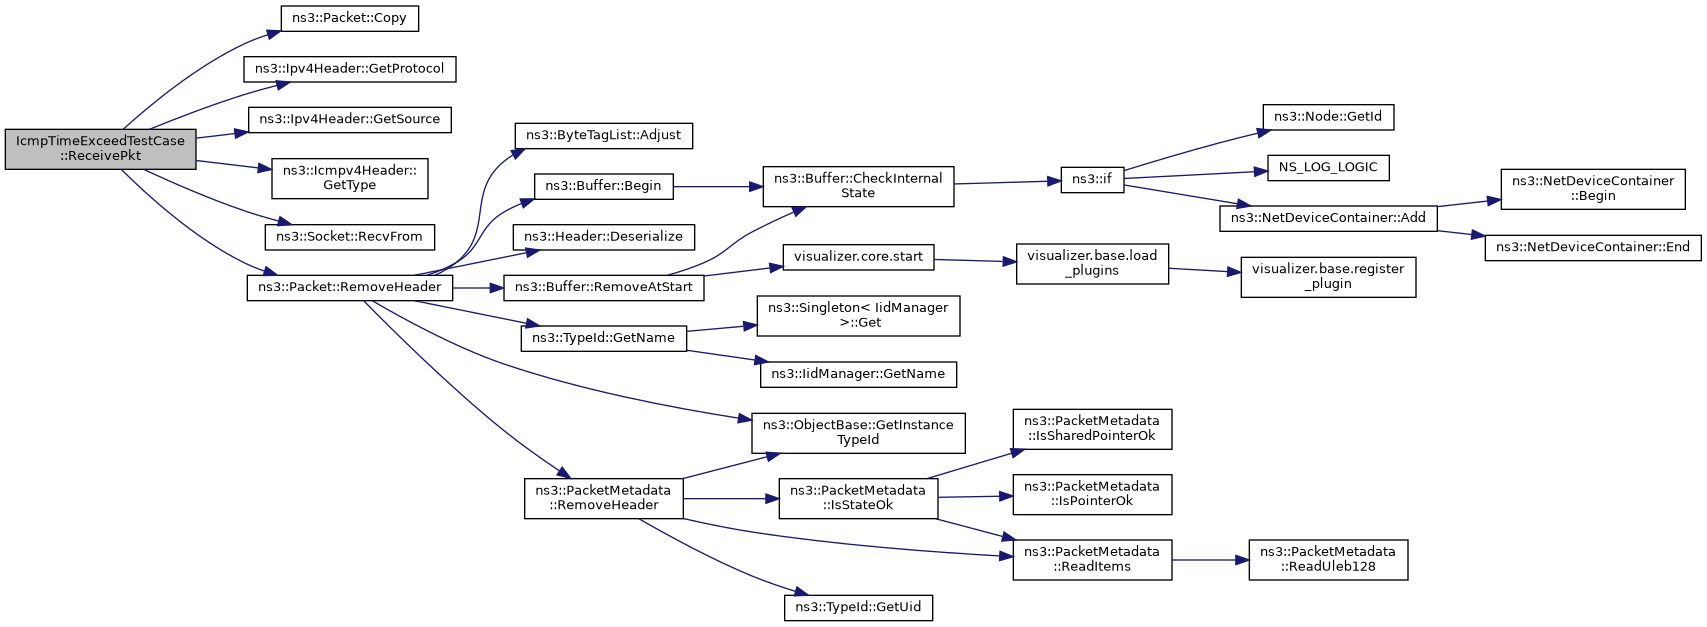 IcmpTimeExceedTestCase
::ReceivePkt
ns3::Packet::Copy
ns3::Ipv4Header::GetProtocol
ns3::Ipv4Header::GetSource
ns3::Icmpv4Header::
GetType
ns3::Socket::RecvFrom
ns3::Packet::RemoveHeader
ns3::ByteTagList::Adjust
ns3::Buffer::Begin
ns3::Header::Deserialize
ns3::Buffer::RemoveAtStart
ns3::TypeId::GetName
ns3::PacketMetadata
::RemoveHeader
ns3::Buffer::CheckInternal
State
visualizer.core.start
ns3::Singleton< IidManager
>::Get
ns3::IidManager::GetName
ns3::ObjectBase::GetInstance
TypeId
ns3::PacketMetadata
::IsStateOk
ns3::TypeId::GetUid
ns3::if
visualizer.base.load
_plugins
ns3::PacketMetadata
::IsSharedPointerOk
ns3::PacketMetadata
::IsPointerOk
ns3::PacketMetadata
::ReadItems
ns3::Node::GetId
NS_LOG_LOGIC
ns3::NetDeviceContainer::Add
visualizer.base.register
_plugin
ns3::PacketMetadata
::ReadUleb128
ns3::NetDeviceContainer
::Begin
ns3::NetDeviceContainer::End